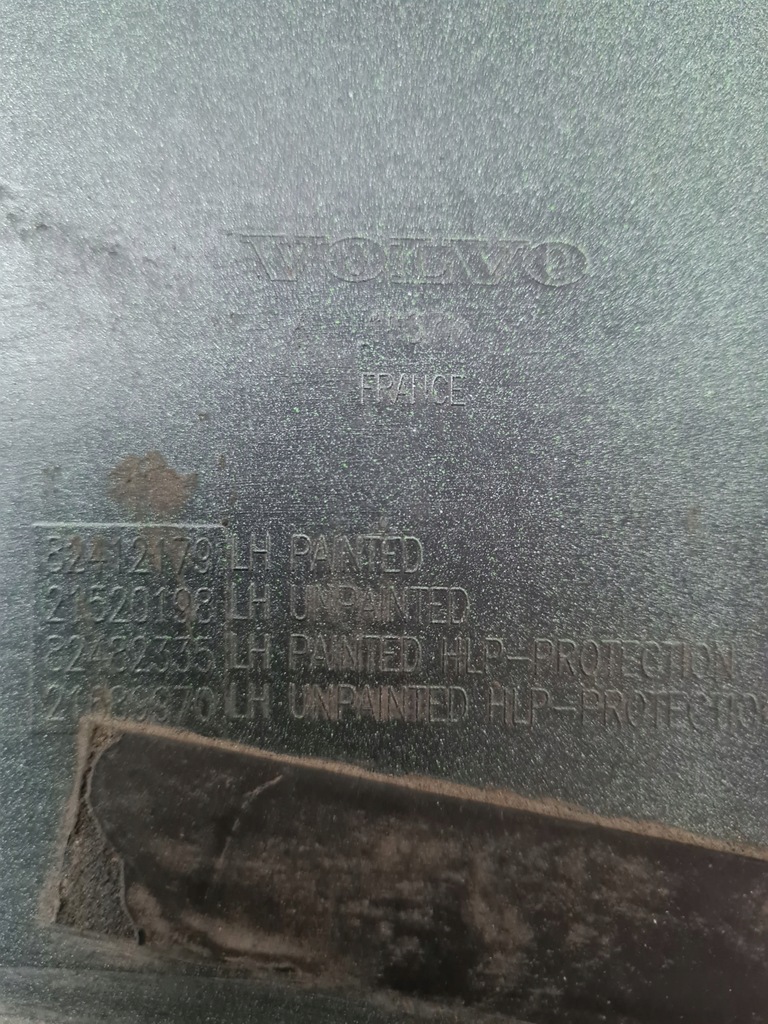 VOLVO
FRANCE
82412179 LH PAINTED
21520198 LH UNPAINTED
82482335 LH PAINTED HLP-PROTECTION
LH UNPAINTED HLP-PROTECTION